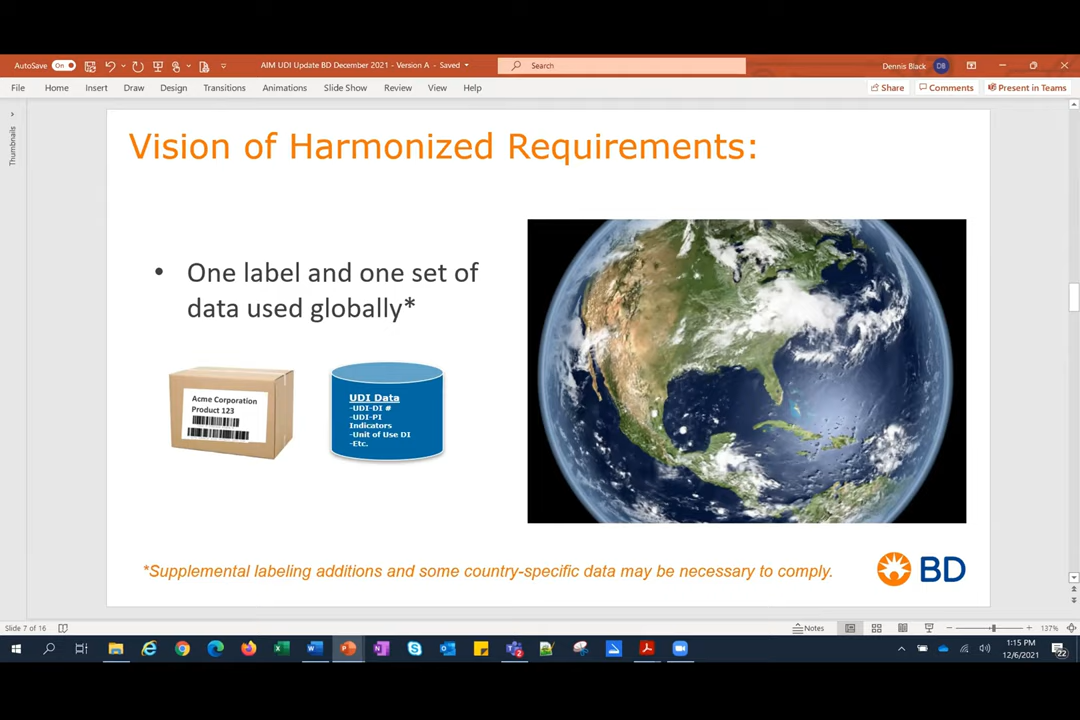 AutoSave On
AIM UDI Update BD December 2021 - Version A - Saved
Search
Dennis Black DB
File Home Insert Draw Design Transitions Animations Slide Show Review View Help
Share Comments Present in Teams
Thumbnails
Vision of Harmonized Requirements:
• One label and one set of
data used globally*
Acme Corporation
Product 123
UDI Data
-UDI-DI #
-UDI-PI
Indicators
-Unit of Use DI
-Etc.
*Supplemental labeling additions and some country-specific data may be necessary to comply.
BD
Slide 7 of 16
Notes
137%
1:15 PM
12/6/2021
22